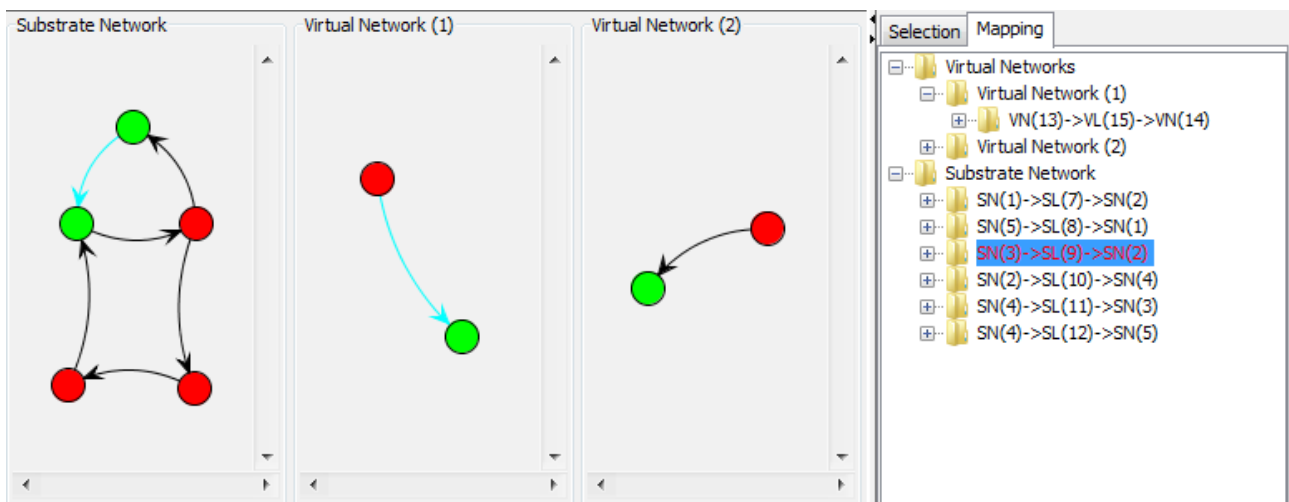 Substrate Network
Virtual Network (1)
Virtual Network (2)
Selection
Mapping
Virtual Networks
Virtual Network (1)
VN(13)->VL(15)->VN(14)
Virtual Network (2)
Substrate Network
SN(1)->SL(7)->SN(2)
SN(5)->SL(8)->SN(1)
SN(3)->SL(9)->SN(2)
SN(2)->SL(10)->SN(4)
SN(4)->SL(11)->SN(3)
SN(4)->SL(12)->SN(5)